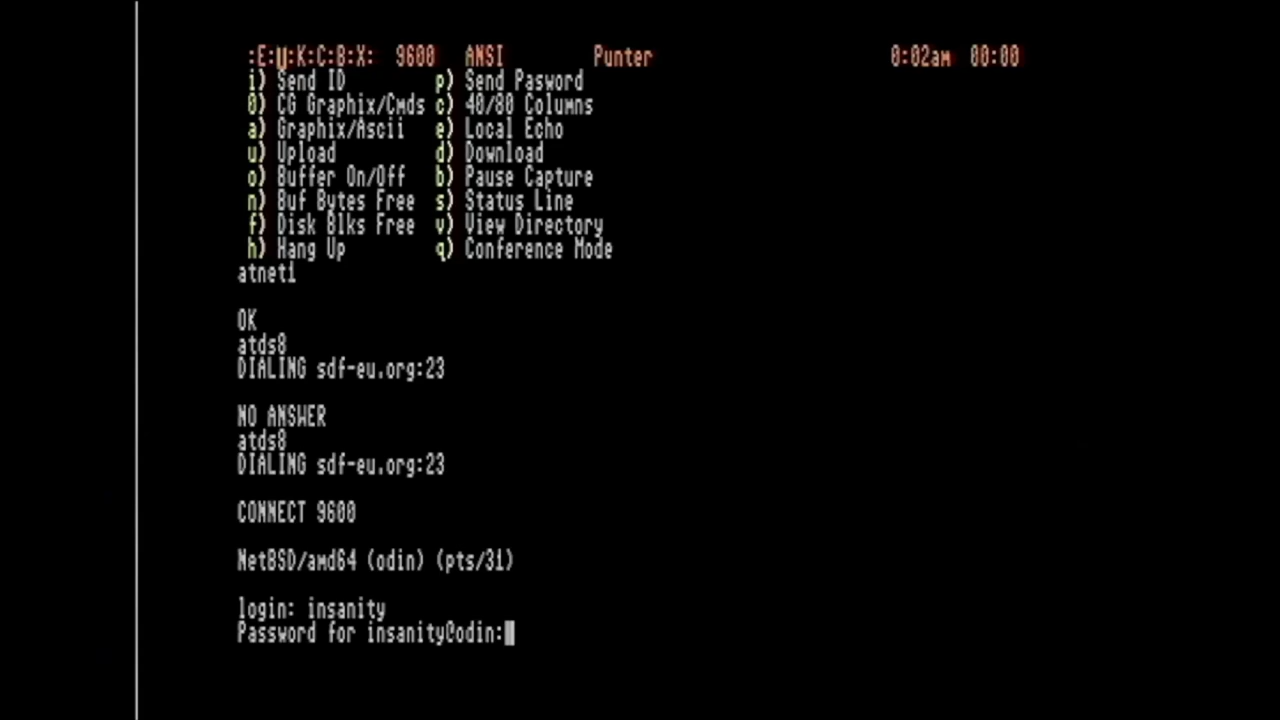 :E:U:K:C:B:X: 9600 ANSI Punter 0:02am 00:00
i) Send ID p) Send Pasword
0) CG Graphix/Cmds c) 40/80 Columns
a) Graphix/Ascii e) Local Echo
u) Upload d) Download
o) Buffer On/Off b) Pause Capture
n) Buf Bytes Free s) Status Line
f) Disk Blks Free v) View Directory
h) Hang Up q) Conference Mode
atnet1
OK
atds8
DIALING sdf-eu.org:23
NO ANSWER
atds8
DIALING sdf-eu.org:23
CONNECT 9600
NetBSD/amd64 (odin) (pts/31)
login: insanity
Password for insanity@odin: